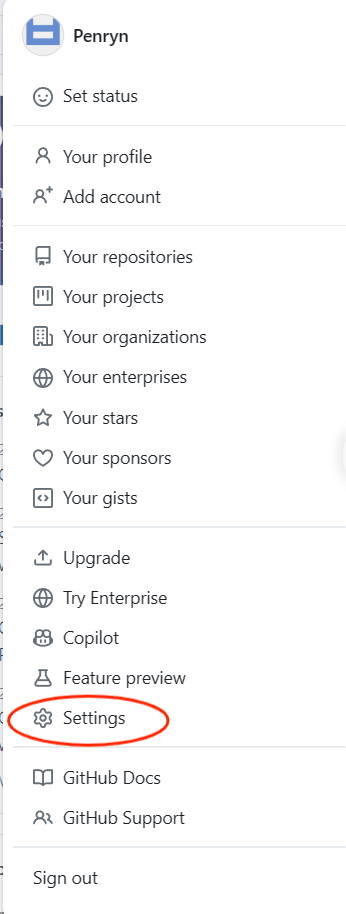 Penryn
Set status
Your profile
Add account
Your repositories
Your projects
Your organizations
Your enterprises
Your stars
Your sponsors
Your gists
Upgrade
Try Enterprise
Copilot
Feature preview
Settings
GitHub Docs
GitHub Support
Sign out